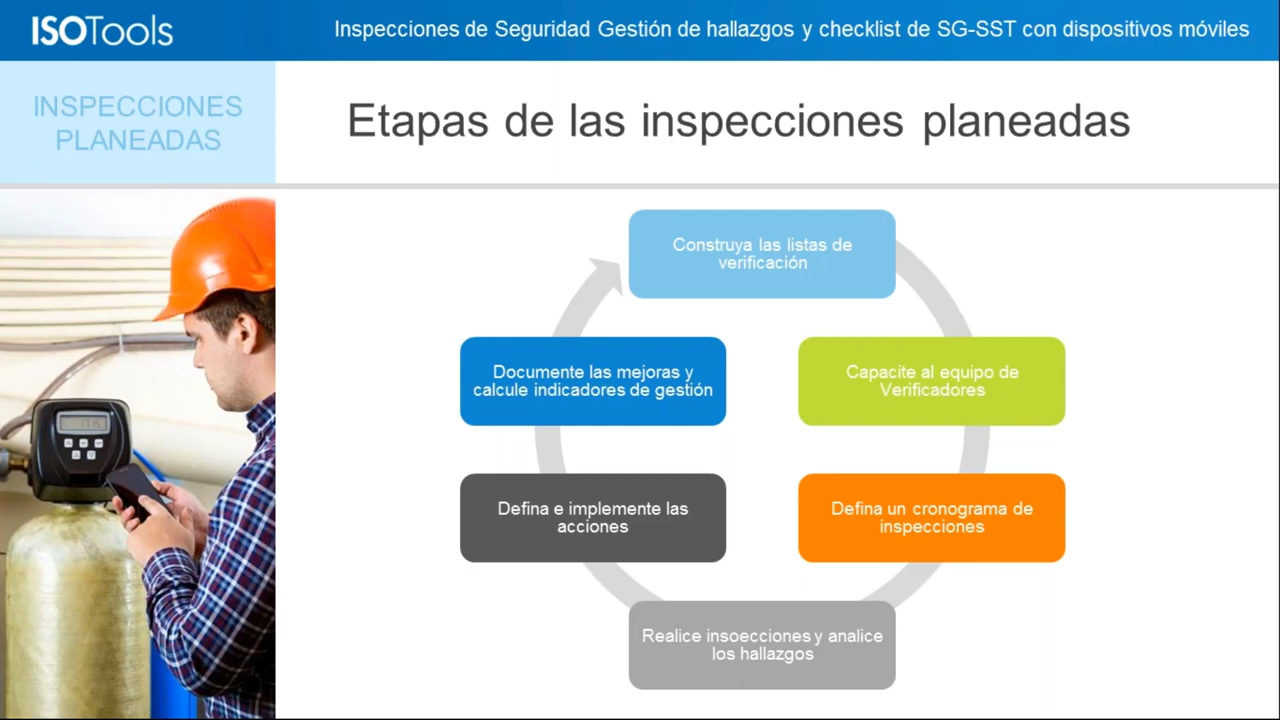 ISOTools
Inspecciones de Seguridad Gestión de hallazgos y checklist de SG-SST con dispositivos móviles
INSPECCIONES
PLANEADAS
Etapas de las inspecciones planeadas
Construya las listas de
verificación
Capacite al equipo de
Verificadores
Defina un cronograma de
inspecciones
Realice insoecciones y analice
los hallazgos
Defina e implemente las
acciones
Documente las mejoras y
calcule indicadores de gestión